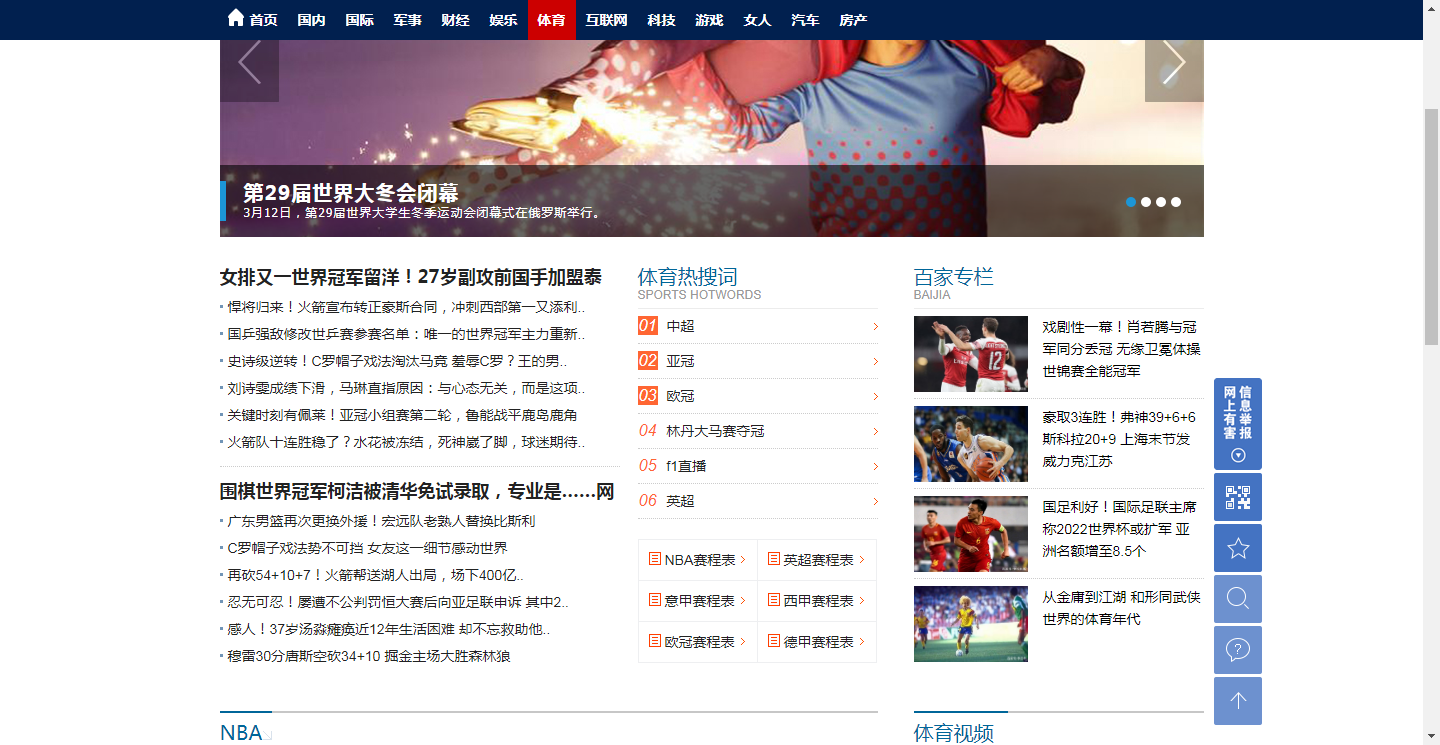 首页 国内 国际 军事 财经 娱乐 体育 互联网 科技 游戏 女人 汽车 房产
第29届世界大冬会闭幕
3月12日，第29届世界大学生冬季运动会闭幕式在俄罗斯举行。
女排又一世界冠军留洋！27岁副攻前国手加盟泰
悍将归来！火箭宣布转正豪斯合同，冲刺西部第一又添利..
国乒强敌修改世乒赛参赛名单：唯一的世界冠军主力重新..
史诗级逆转！C罗帽子戏法淘汰马竞 羞辱C罗？王的男..
刘诗雯成绩下滑，马琳直指原因：与心态无关，而是这项..
关键时刻有佩莱！亚冠小组赛第二轮，鲁能战平鹿岛鹿角
火箭队十连胜稳了？水花被冻结，死神崴了脚，球迷期待..
围棋世界冠军柯洁被清华免试录取，专业是……网
广东男篮再次更换外援！宏远队老熟人替换比斯利
C罗帽子戏法势不可挡 女友这一细节感动世界
再砍54+10+7！火箭帮送湖人出局，场下400亿..
忍无可忍！屡遭不公判罚恒大赛后向亚足联申诉 其中2..
感人！37岁汤淼瘫痪近12年生活困难 却不忘救助他..
穆雷30分唐斯空砍34+10 掘金主场大胜森林狼
体育热搜词
SPORTS HOTWORDS
01 中超
02 亚冠
03 欧冠
04 林丹大马赛夺冠
05 f1直播
06 英超
NBA赛程表 英超赛程表
意甲赛程表 西甲赛程表
欧冠赛程表 德甲赛程表
百家专栏
BAIJIA
戏剧性一幕！肖若腾与冠
军同分丢冠 无缘卫冕体操
世锦赛全能冠军
豪取3连胜！弗神39+6+6
斯科拉20+9 上海末节发
威力克江苏
国足利好！国际足联主席
称2022世界杯或扩军 亚
洲名额增至8.5个
从金庸到江湖 和形同武侠
世界的体育年代
网上有害
信息举报
NBA
体育视频